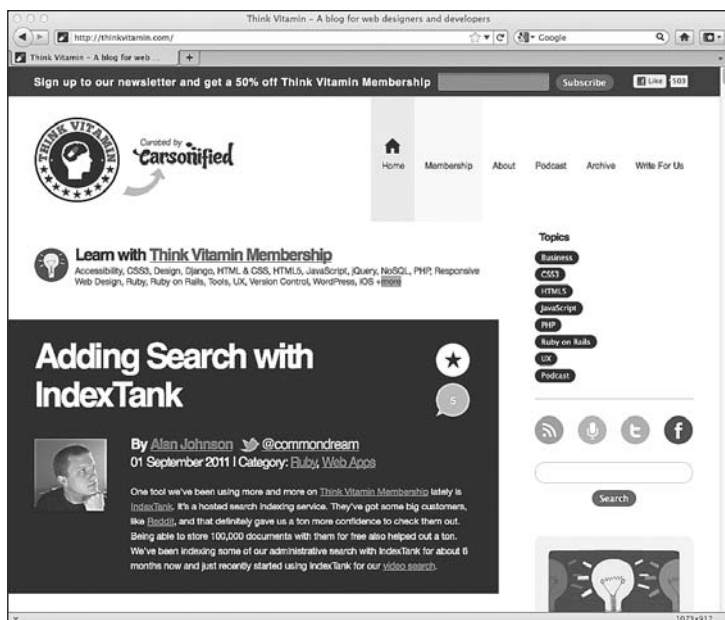 Think Vitamin – A blog for web designers and developers
http://thinkvitamin.com/
Google
Think Vitamin – A blog for web ...
Sign up to our newsletter and get a 50% off Think Vitamin Membership
Subscribe
Like
503
THINK VITAMIN
Curated by
Carsonified
Home
Membership
About
Podcast
Archive
Write For Us
Learn with Think Vitamin Membership
Accessibility, CSS3, Design, Django, HTML & CSS, HTML5, JavaScript, jQuery, NoSQL, PHP, Responsive
Web Design, Ruby, Ruby on Rails, Tools, UX, Version Control, WordPress, iOS +more
Topics
Business
CSS3
HTML5
JavaScript
PHP
Ruby on Rails
UX
Podcast
Adding Search with
IndexTank
5
By Alan Johnson @commondream
01 September 2011 | Category: Ruby, Web Apps
One tool we've been using more and more on Think Vitamin Membership lately is
IndexTank. It's a hosted search indexing service. They've got some big customers,
like Reddit, and that definitely gave us a ton more confidence to check them out.
Being able to store 100,000 documents with them for free also helped out a ton.
We've been indexing some of our administrative search with IndexTank for about 6
months now and just recently started using IndexTank for our video search.
Search
x
1073×912